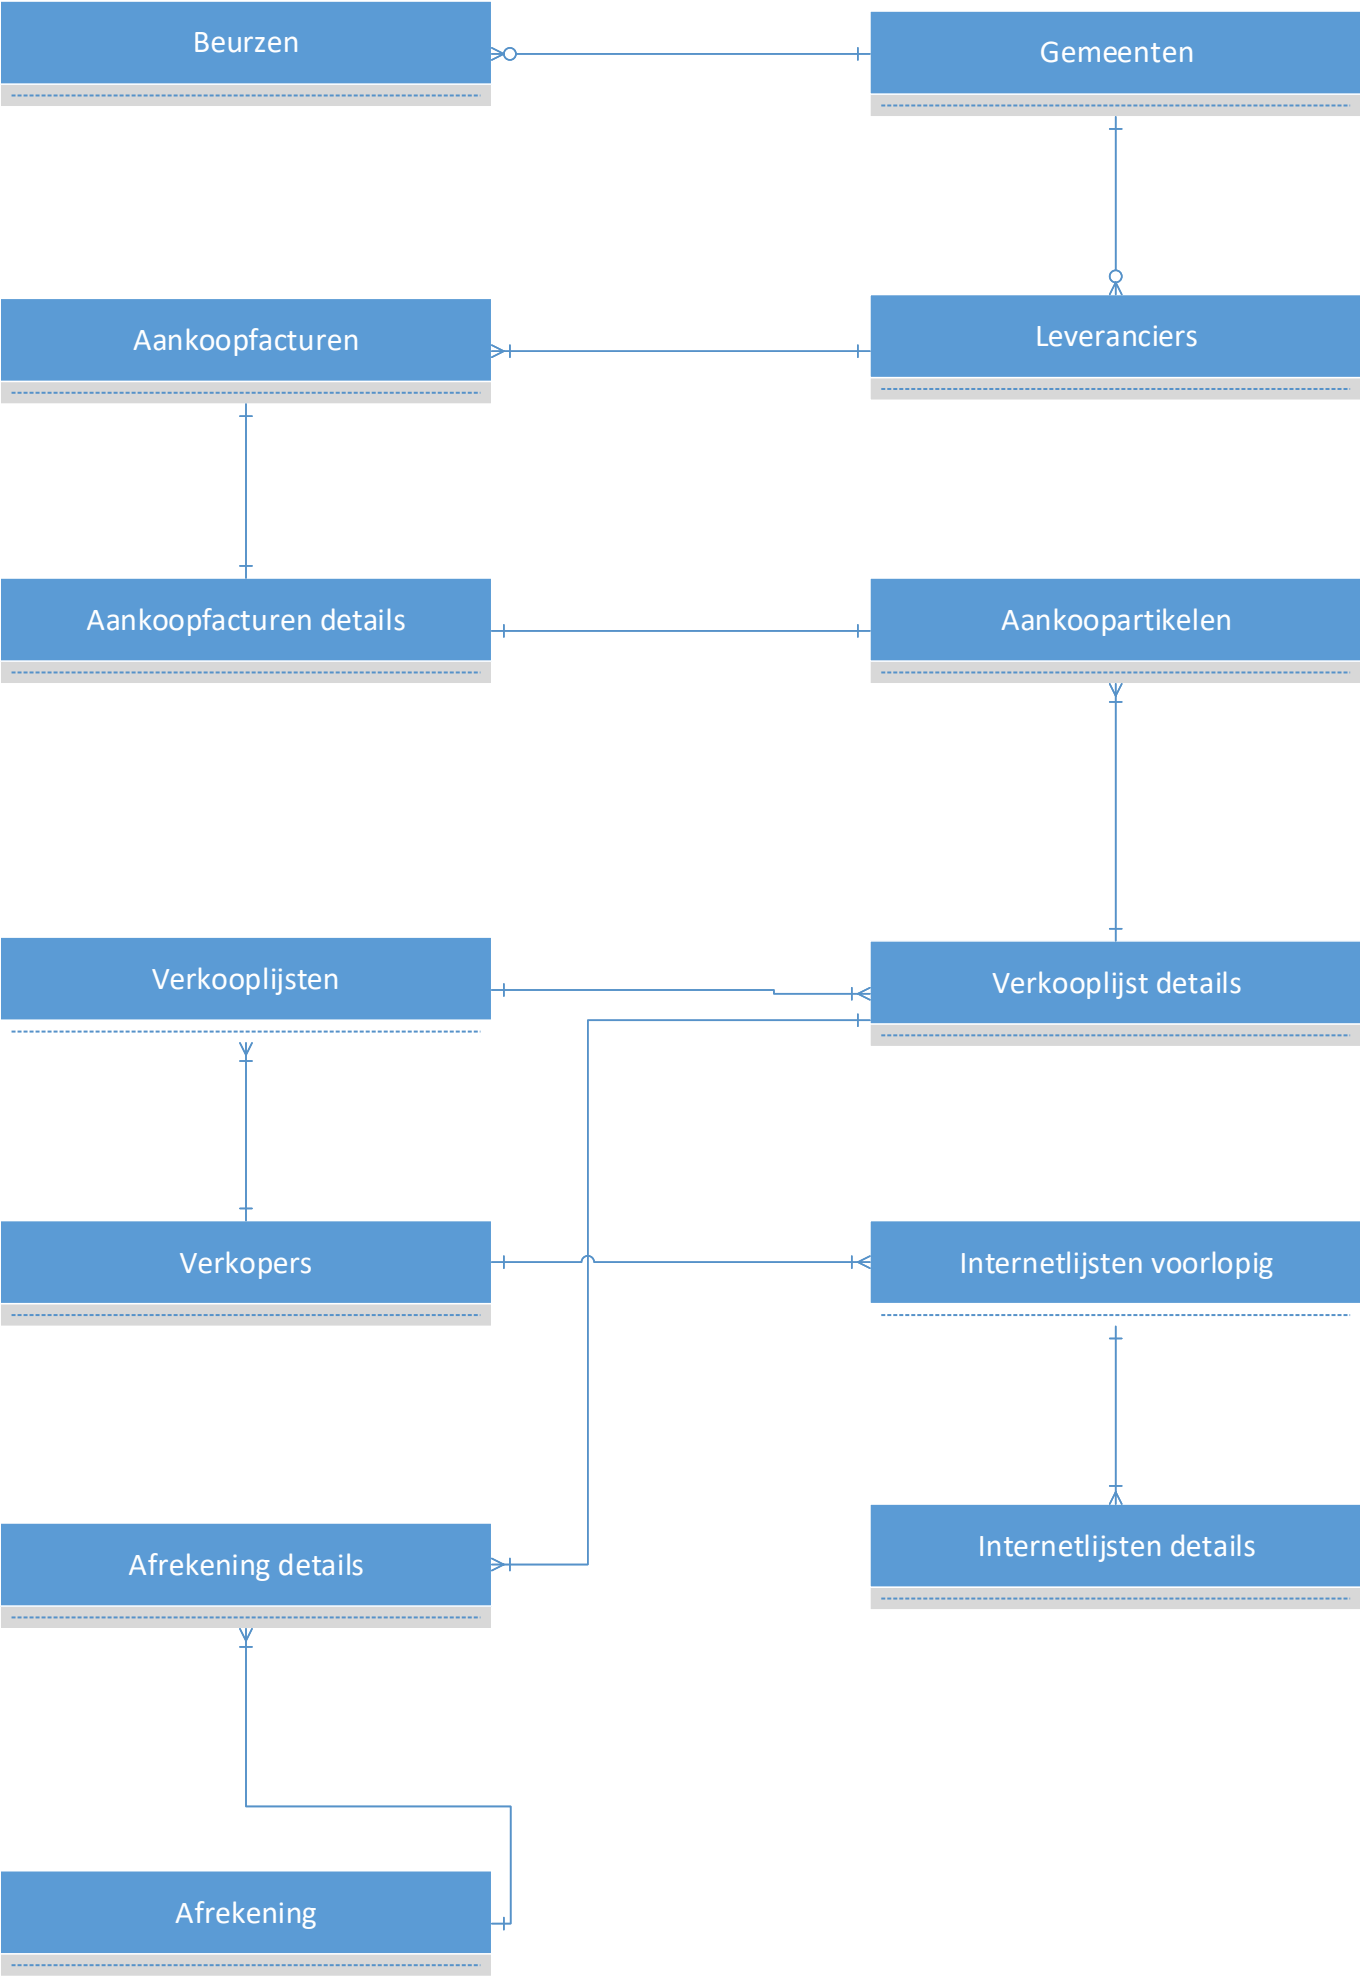 Beurzen
Gemeenten
Aankoopfacturen
Leveranciers
Aankoopfacturen details
Aankoopartikelen
Verkooplijsten
Verkooplijst details
Verkopers
Internetlijsten voorlopig
Afrekening details
Internetlijsten details
Afrekening